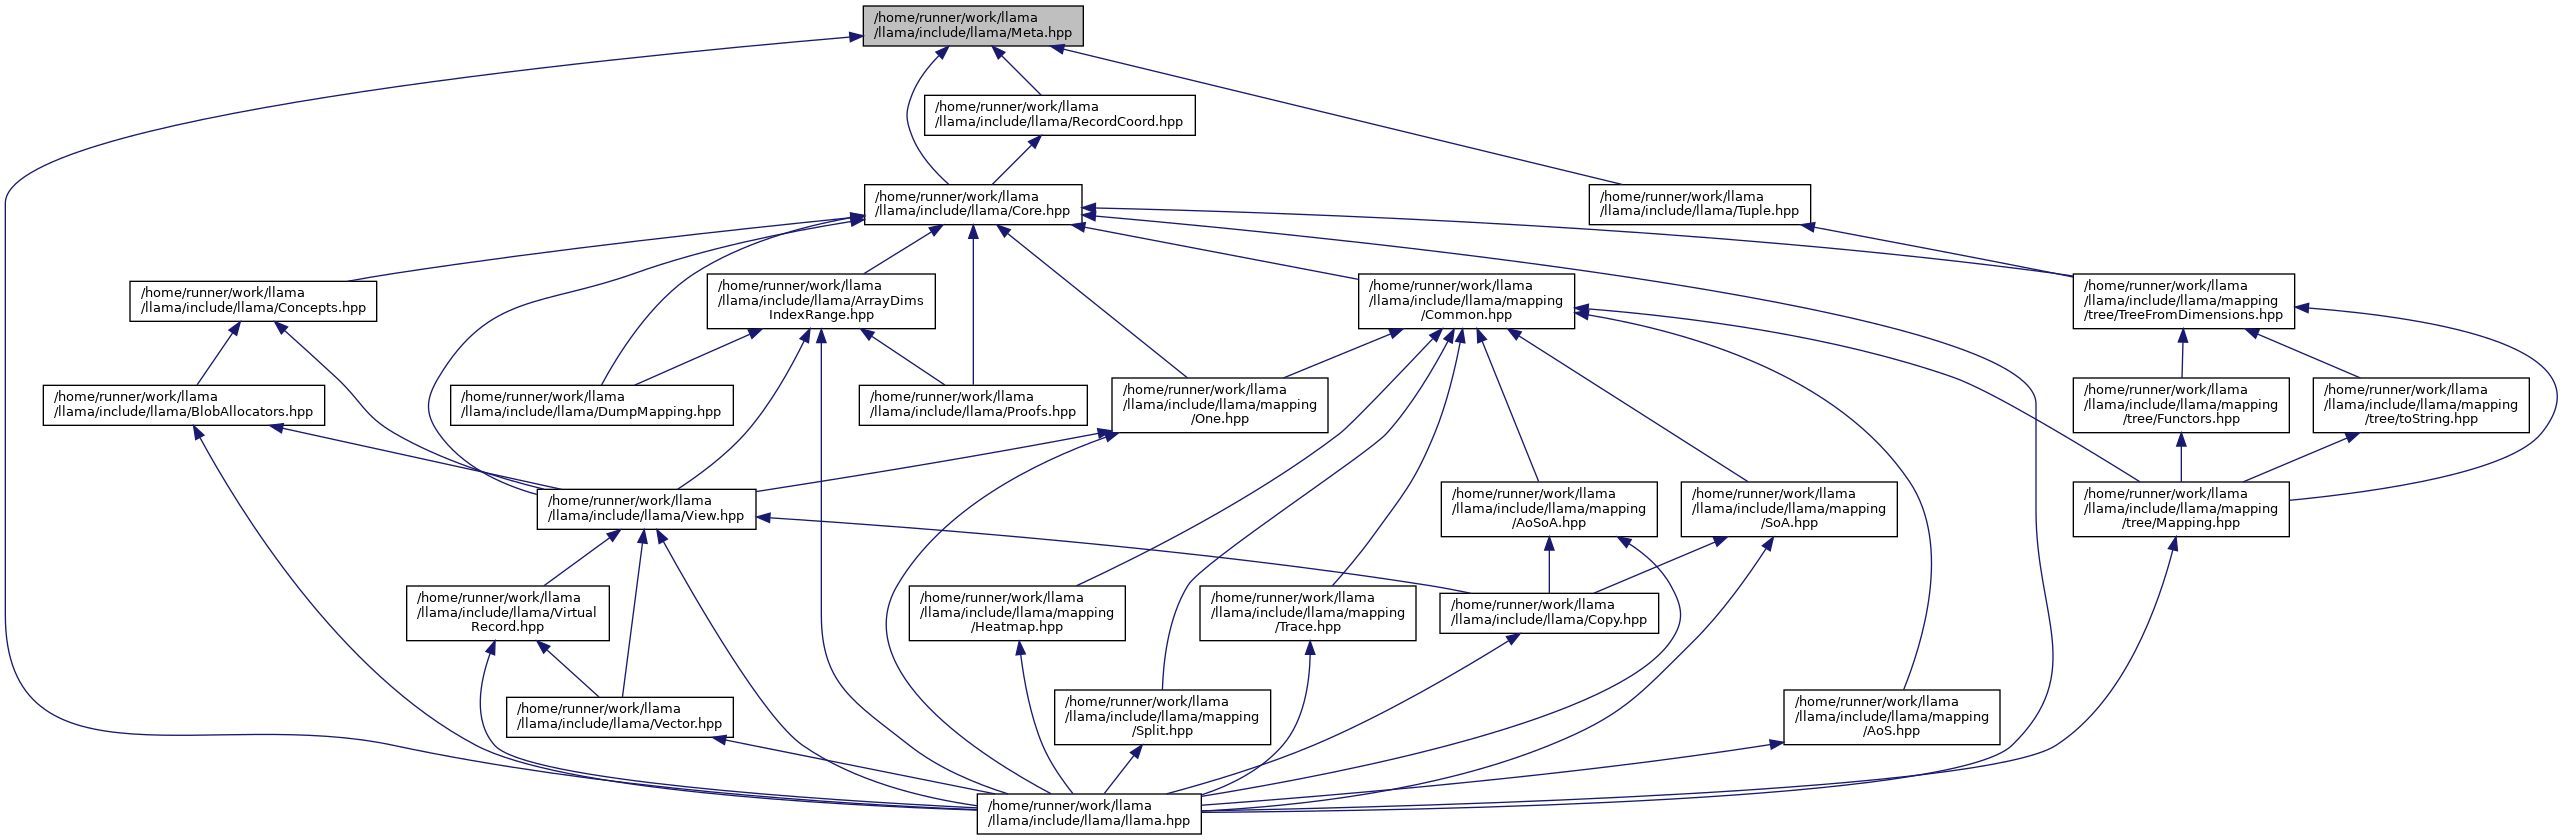 /home/runner/work/llama
/llama/include/llama/Meta.hpp
/home/runner/work/llama
/llama/include/llama/RecordCoord.hpp
/home/runner/work/llama
/llama/include/llama/Core.hpp
/home/runner/work/llama
/llama/include/llama/Tuple.hpp
/home/runner/work/llama
/llama/include/llama/Concepts.hpp
/home/runner/work/llama
/llama/include/llama/ArrayDims
IndexRange.hpp
/home/runner/work/llama
/llama/include/llama/mapping
/Common.hpp
/home/runner/work/llama
/llama/include/llama/mapping
/tree/TreeFromDimensions.hpp
/home/runner/work/llama
/llama/include/llama/BlobAllocators.hpp
/home/runner/work/llama
/llama/include/llama/DumpMapping.hpp
/home/runner/work/llama
/llama/include/llama/Proofs.hpp
/home/runner/work/llama
/llama/include/llama/mapping
/One.hpp
/home/runner/work/llama
/llama/include/llama/mapping
/tree/Functors.hpp
/home/runner/work/llama
/llama/include/llama/mapping
/tree/toString.hpp
/home/runner/work/llama
/llama/include/llama/View.hpp
/home/runner/work/llama
/llama/include/llama/mapping
/AoSoA.hpp
/home/runner/work/llama
/llama/include/llama/mapping
/SoA.hpp
/home/runner/work/llama
/llama/include/llama/mapping
/tree/Mapping.hpp
/home/runner/work/llama
/llama/include/llama/Virtual
Record.hpp
/home/runner/work/llama
/llama/include/llama/mapping
/Heatmap.hpp
/home/runner/work/llama
/llama/include/llama/mapping
/Trace.hpp
/home/runner/work/llama
/llama/include/llama/Copy.hpp
/home/runner/work/llama
/llama/include/llama/Vector.hpp
/home/runner/work/llama
/llama/include/llama/mapping
/Split.hpp
/home/runner/work/llama
/llama/include/llama/mapping
/AoS.hpp
/home/runner/work/llama
/llama/include/llama/llama.hpp